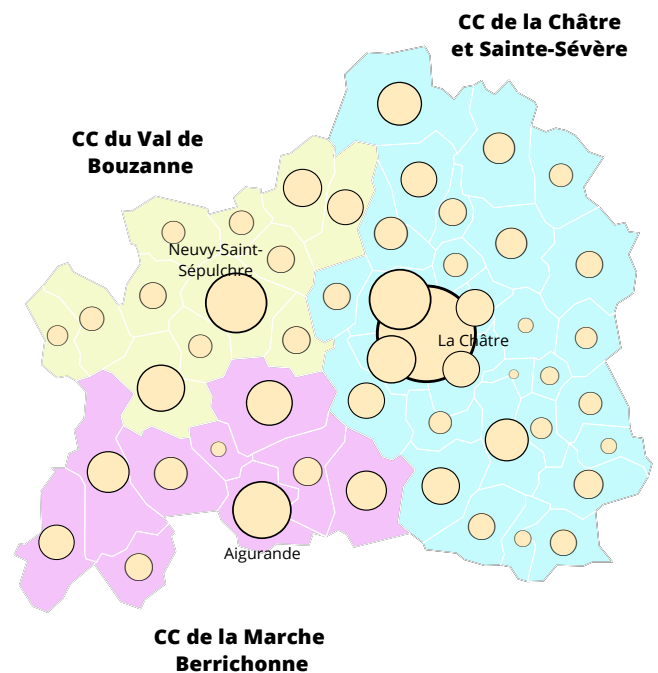 CC de la Châtre
et Sainte-Sévère
CC du Val de
Bouzanne
Neuvy-Saint-
Sépulchre
La Châtre
Aigurande
CC de la Marche
Berrichonne